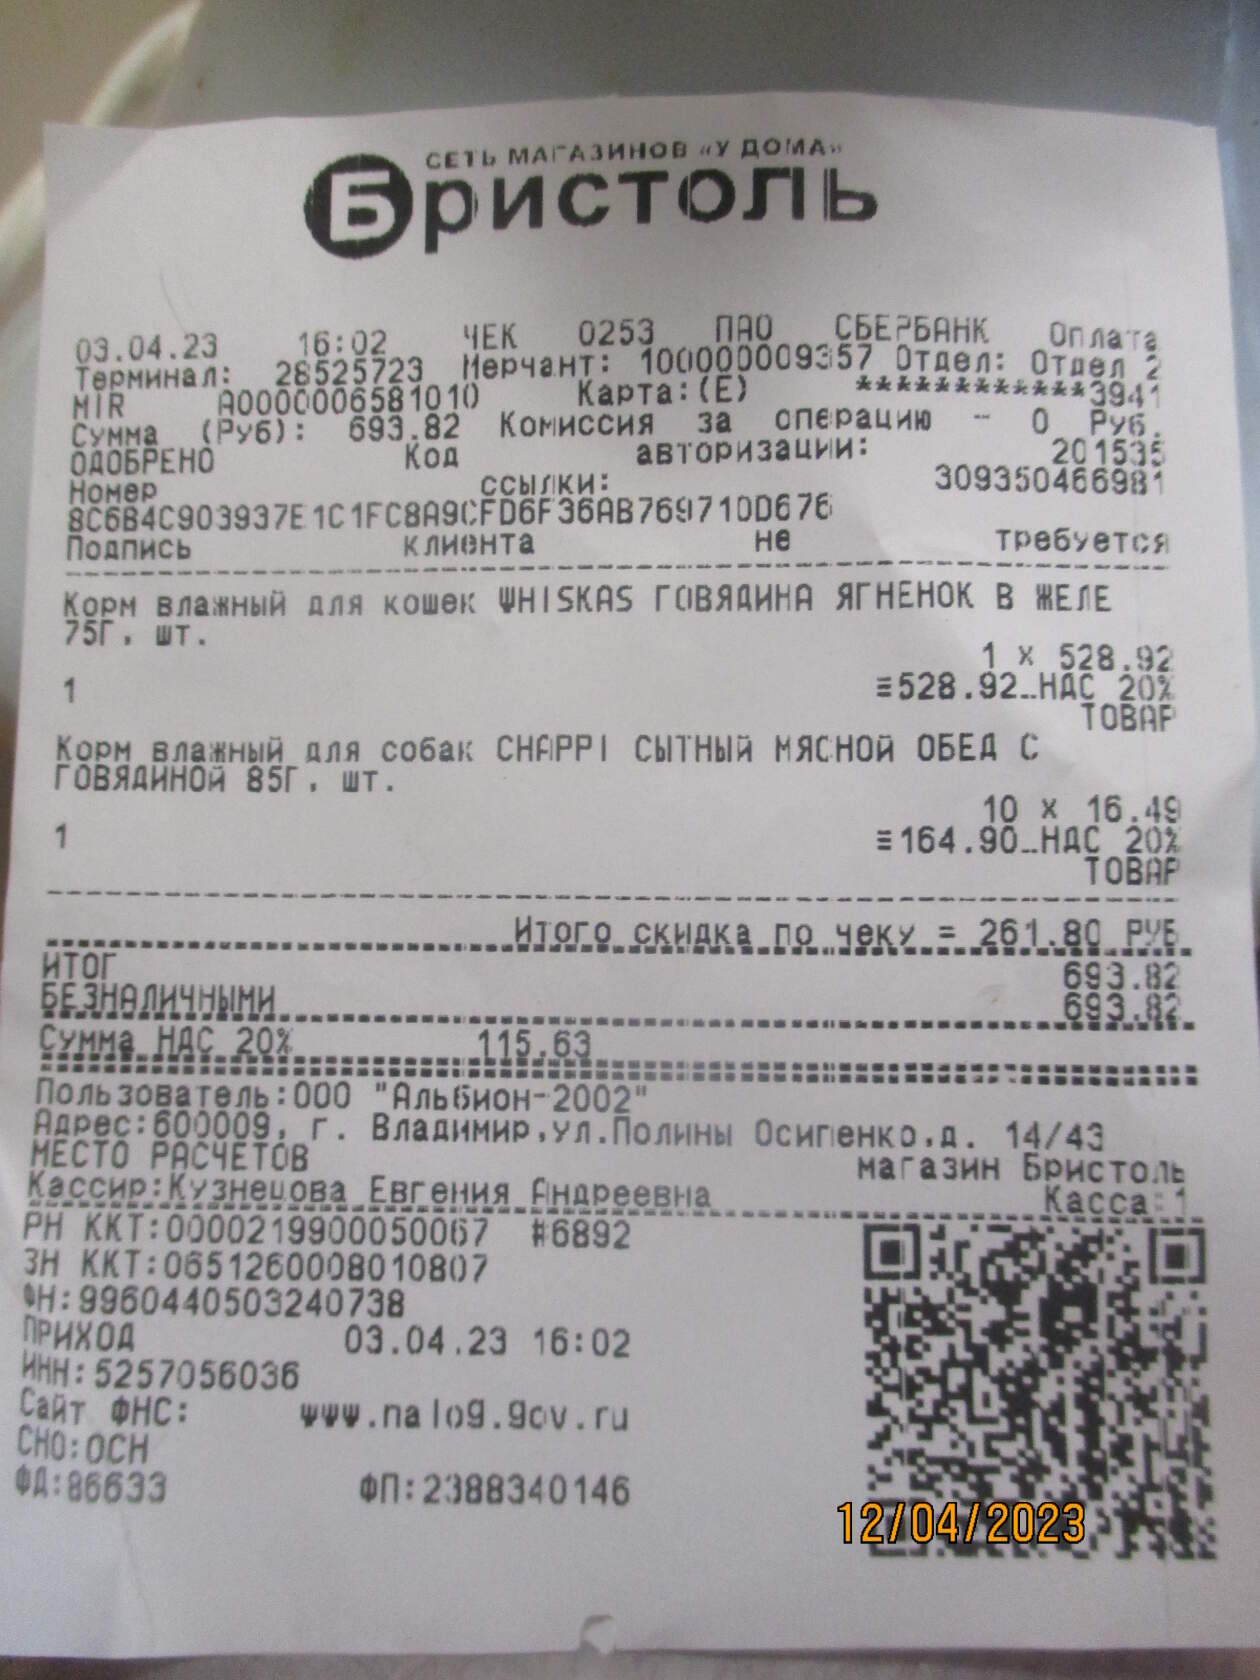 СЕТЬ МАГАЗИНОВ «У ДОМА»
Бристоль
03.04.23 16:02 ЧЕК 0253 ПАО СБЕРБАНК Оплата
Терминал: 28525723 Мерчант: 100000009357 Отдел: Отдел 2
MIR A0000006581010 Карта:(E) ************3941
Сумма (Руб): 693.82 Комиссия за операцию - 0 Руб.
ОДОБРЕНО Код авторизации: 201535
Номер ссылки: 309350466981
8C6B4C903937E1C1FC8A9CFD6F36AB769710D676
Подпись клиента не требуется
Корм влажный для кошек WHISKAS ГОВЯДИНА ЯГНЕНОК В ЖЕЛЕ
75Г, шт.
1 x 528.92
1 ≡528.92_НДС 20%
ТОВАР
Корм влажный для собак CHAPPI СЫТНЫЙ МЯСНОЙ ОБЕД С
ГОВЯДИНОЙ 85Г, шт.
10 x 16.49
1 ≡164.90_НДС 20%
ТОВАР
Итого скидка по чеку = 261.80 РУБ
ИТОГ 693.82
БЕЗНАЛИЧНЫМИ 693.82
Сумма НДС 20% 115.63
Пользователь:ООО "Альбион-2002"
Адрес:600009, г. Владимир,ул.Полины Осипенко,д. 14/43
МЕСТО РАСЧЕТОВ магазин Бристоль
Кассир:Кузнецова Евгения Андреевна Касса:1
РН ККТ:0000219900050067 #6892
ЗН ККТ:0651260008010807
ФН:9960440503240738
ПРИХОД 03.04.23 16:02
ИНН:5257056036
Сайт ФНС: www.nalog.gov.ru
СНО:ОСН
ФД:86633 ФП:2388340146
12/04/2023